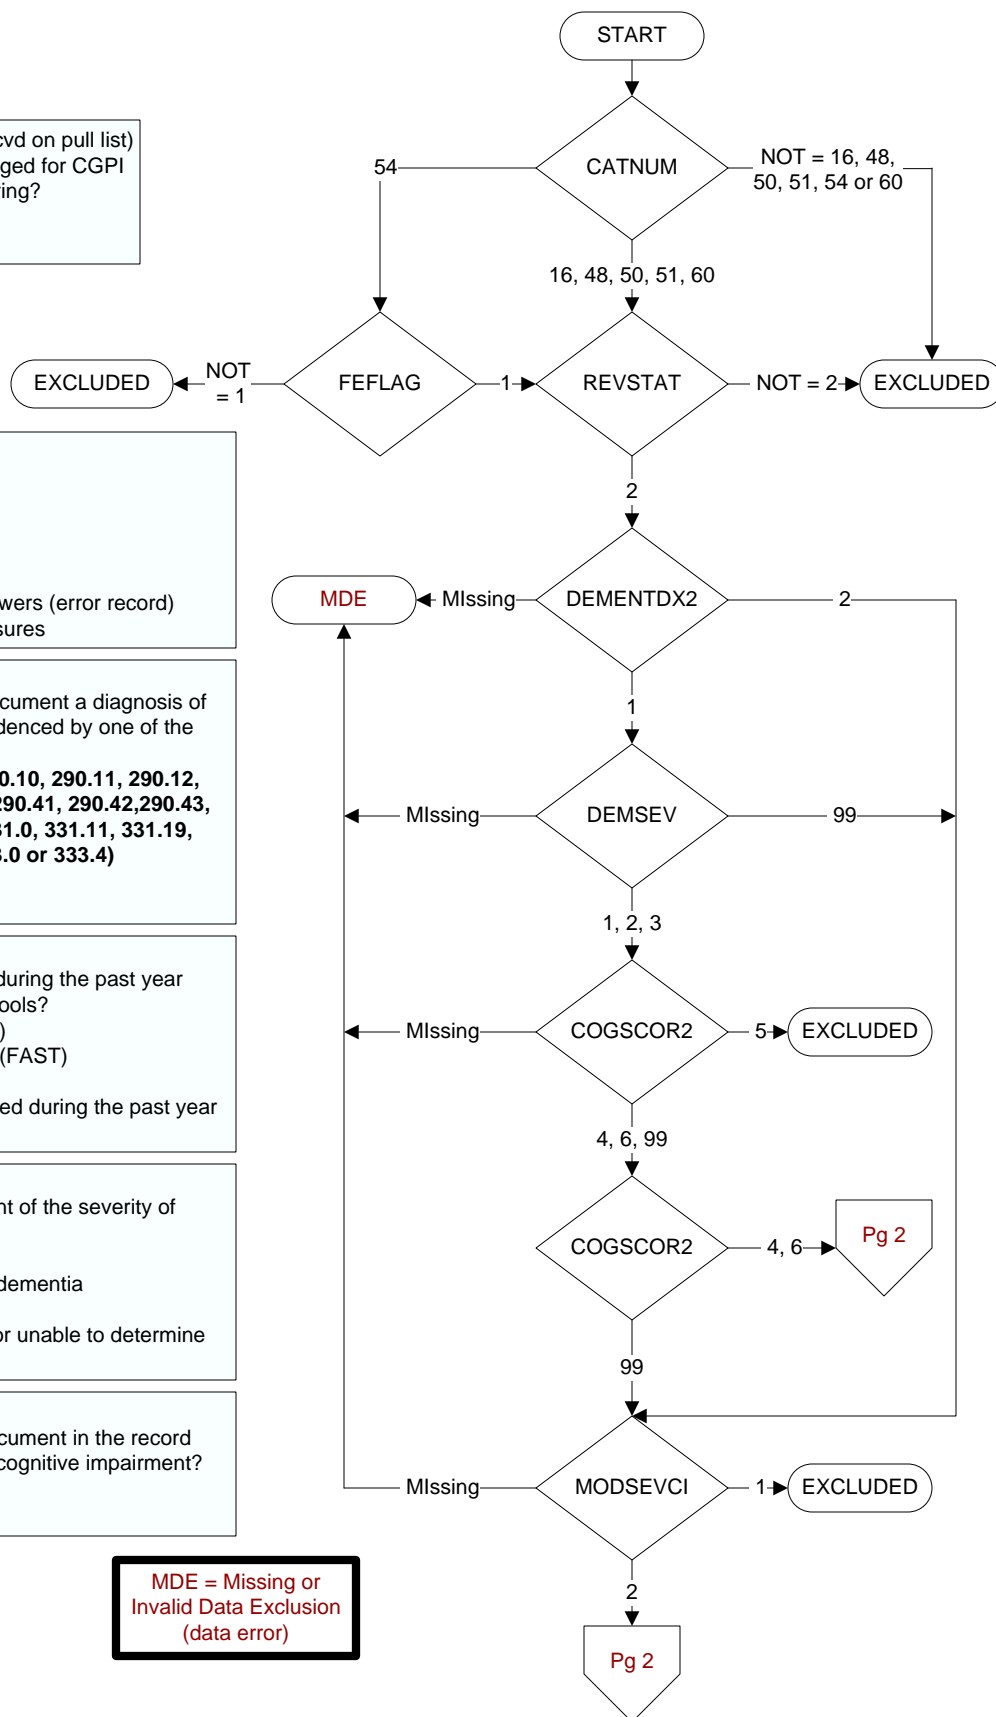 START
cvd on pull list)
ged for CGPI
ring?
54
CATNUM
NOT = 16, 48,
50, 51, 54 or 60
16, 48, 50, 51, 60
EXCLUDED
NOT
= 1
FEFLAG
1
REVSTAT
NOT = 2
EXCLUDED
2
wers (error record)
sures
MDE
MIssing
DEMENTDX2
2
cument a diagnosis of
denced by one of the
0.10, 290.11, 290.12,
290.41, 290.42,290.43,
31.0, 331.11, 331.19,
3.0 or 333.4)
1
MIssing
DEMSEV
99
1, 2, 3
during the past year
ools?
)
(FAST)
ed during the past year
MIssing
COGSCOR2
5
EXCLUDED
4, 6, 99
nt of the severity of
dementia
or unable to determine
COGSCOR2
4, 6
Pg 2
99
cument in the record
cognitive impairment?
MIssing
MODSEVCI
1
EXCLUDED
2
MDE = Missing or
Invalid Data Exclusion
(data error)
Pg 2